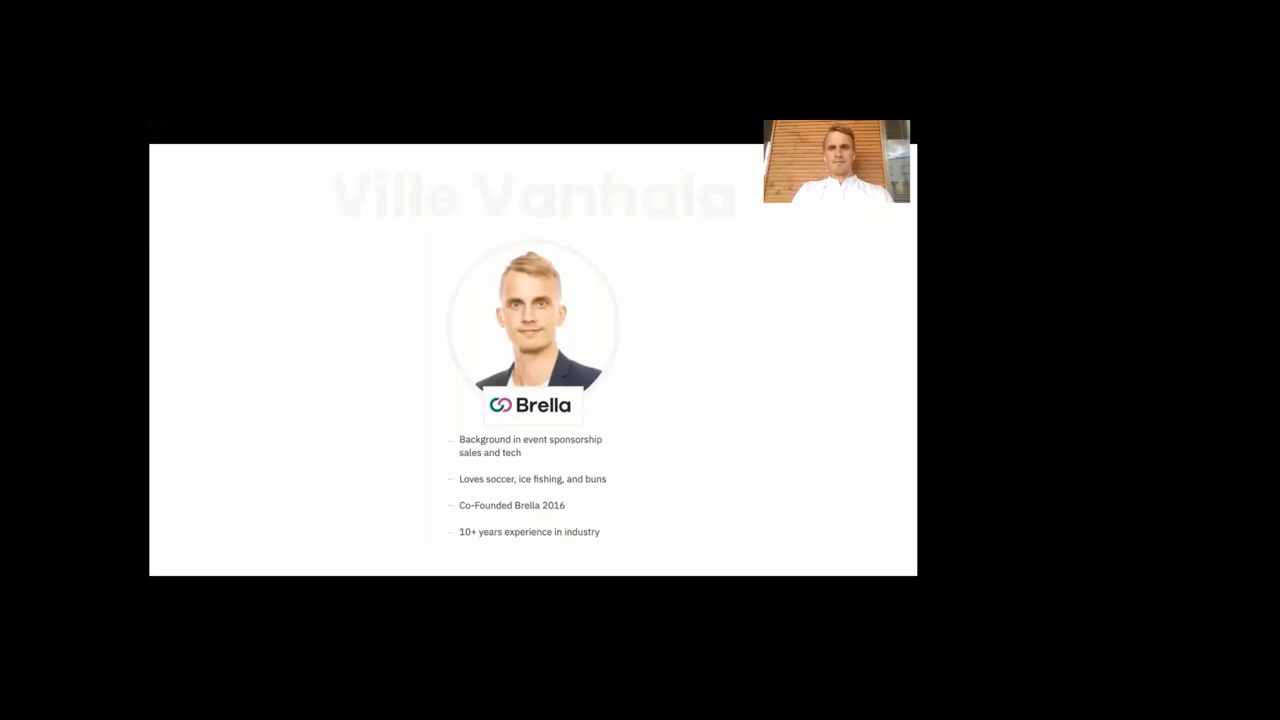 Ville Vanhala
Brella
– Background in event sponsorship
sales and tech
– Loves soccer, ice fishing, and buns
– Co-Founded Brella 2016
– 10+ years experience in industry